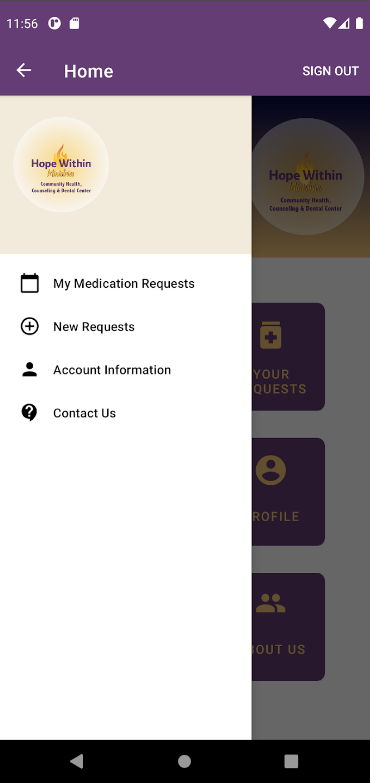 11:56
Home
SIGN OUT
Hope Within
Ministries
Community Health,
Counseling & Dental Center
Hope Within
Ministries
Community Health,
Counseling & Dental Center
My Medication Requests
New Requests
Account Information
Contact Us
YOUR
QUESTS
ROFILE
BOUT US